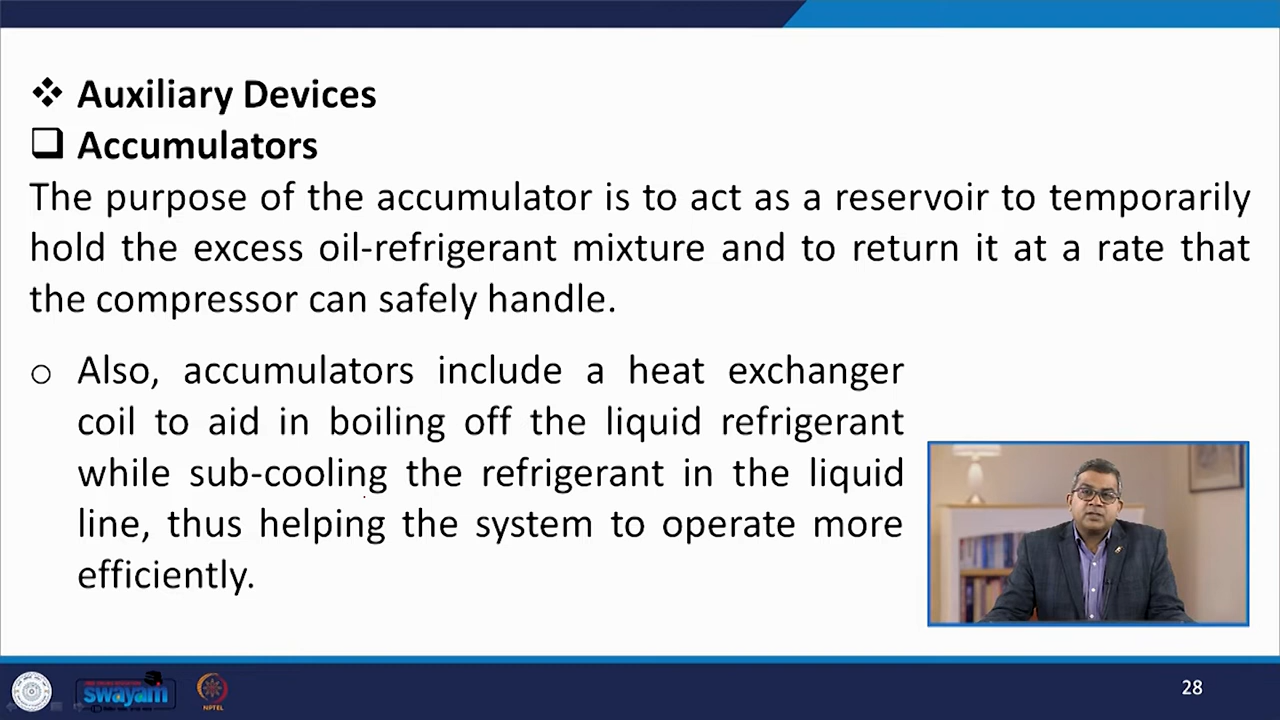 Auxiliary Devices
Accumulators
The purpose of the accumulator is to act as a reservoir to temporarily
hold the excess oil-refrigerant mixture and to return it at a rate that
the compressor can safely handle.
Also, accumulators include a heat exchanger
coil to aid in boiling off the liquid refrigerant
while sub-cooling the refrigerant in the liquid
line, thus helping the system to operate more
efficiently.
swayam
NPTEL
28